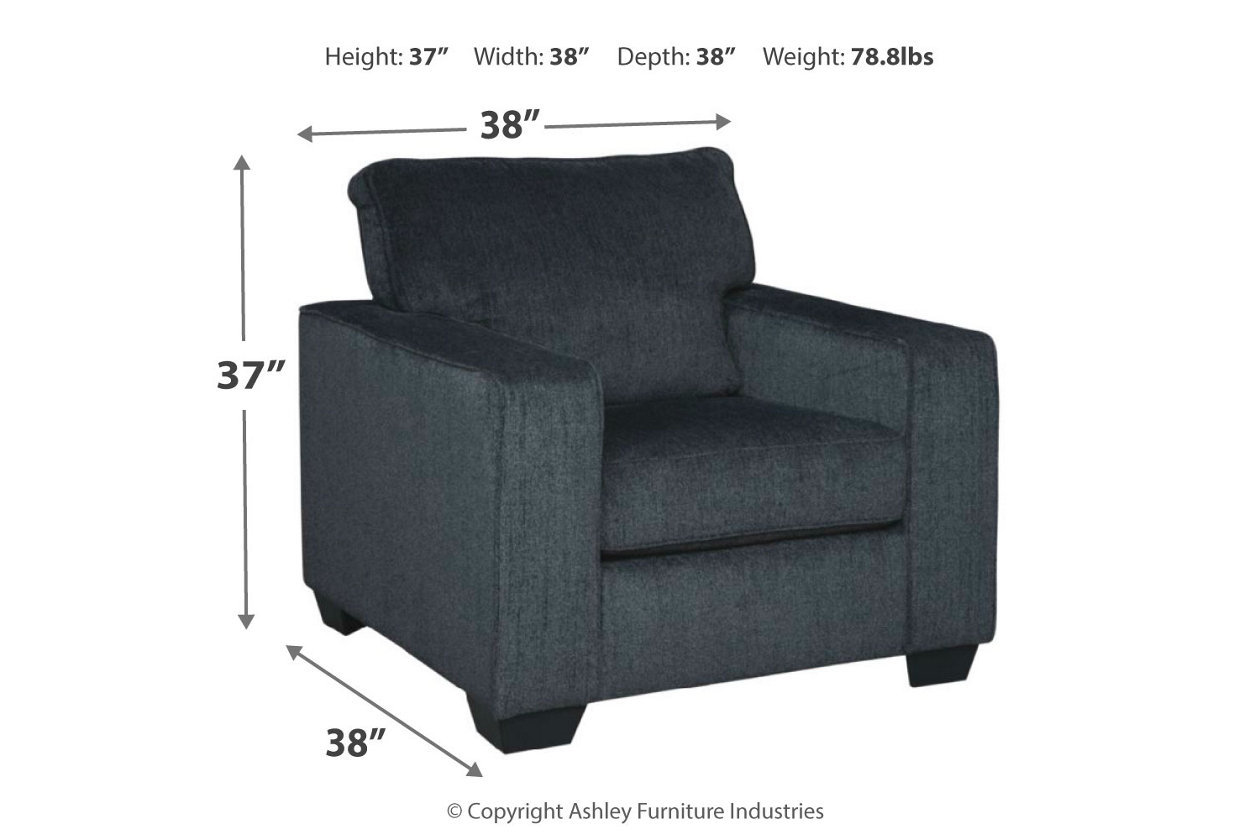 Height: 37” Width: 38” Depth: 38” Weight: 78.8lbs
38”
37”
38”
© Copyright Ashley Furniture Industries